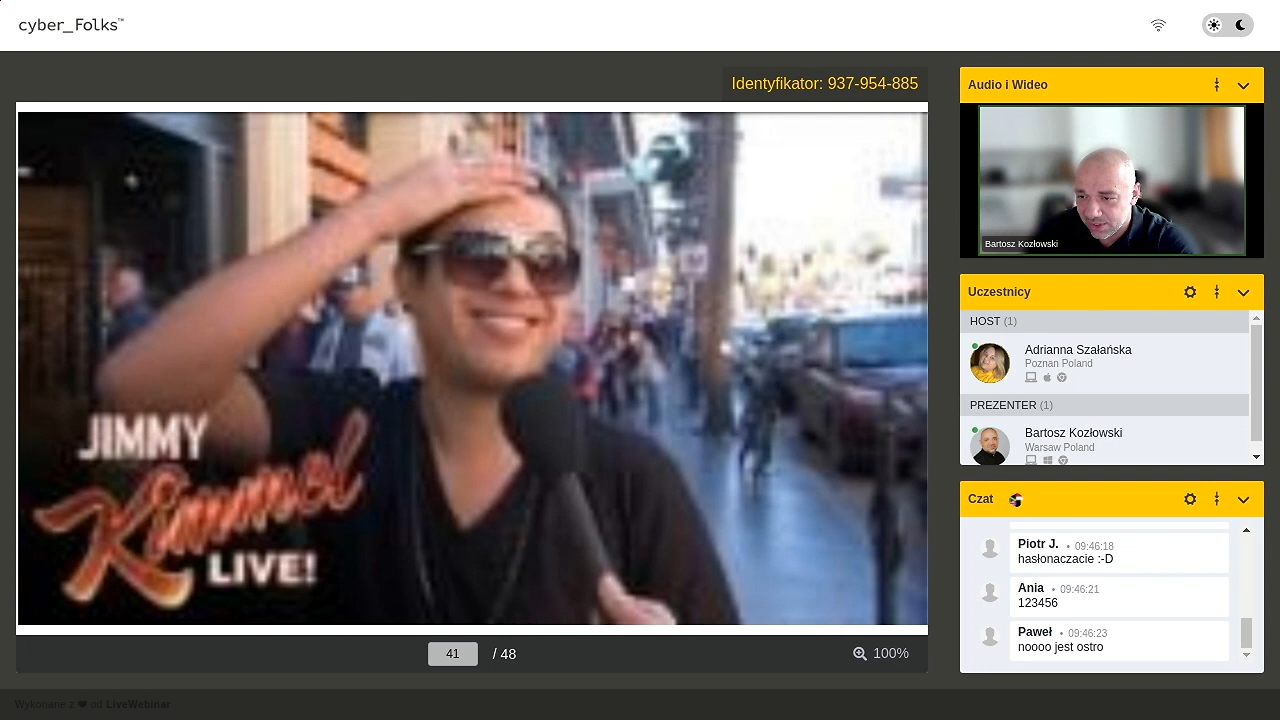 cyber_Folks™
Identyfikator: 937-954-885
JIMMY
Kimmel
LIVE!
41 / 48
100%
Audio i Wideo
Bartosz Kozłowski
Uczestnicy
HOST (1)
Adrianna Szałańska
Poznan Poland
PREZENTER (1)
Bartosz Kozłowski
Warsaw Poland
Czat
Piotr J. • 09:46:18
hasłonaczacie :-D
Ania • 09:46:21
123456
Paweł • 09:46:23
noooo jest ostro
Wykonane z ❤ od LiveWebinar